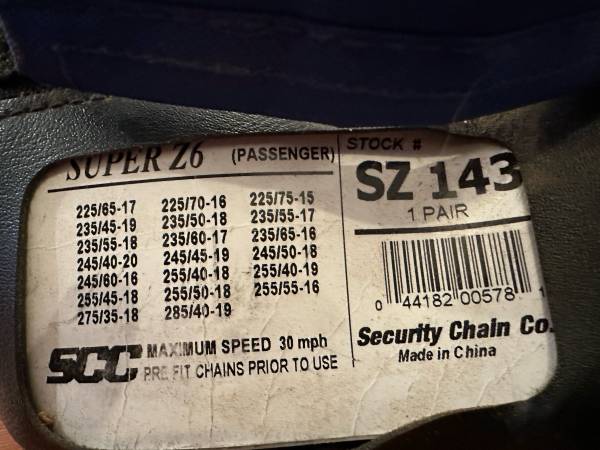 SUPER Z6 (PASSENGER)
225/65-17 225/70-16 225/75-15
235/45-19 235/50-18 235/55-17
235/55-18 235/60-17 235/65-16
245/40-20 245/45-19 245/50-18
245/60-16 255/40-18 255/40-19
255/45-18 255/50-18 255/55-16
275/35-18 285/40-19
SCC MAXIMUM SPEED 30 mph
PRE FIT CHAINS PRIOR TO USE
STOCK #
SZ 143
1 PAIR
0 44182 00578 1
Security Chain Co.
Made in China